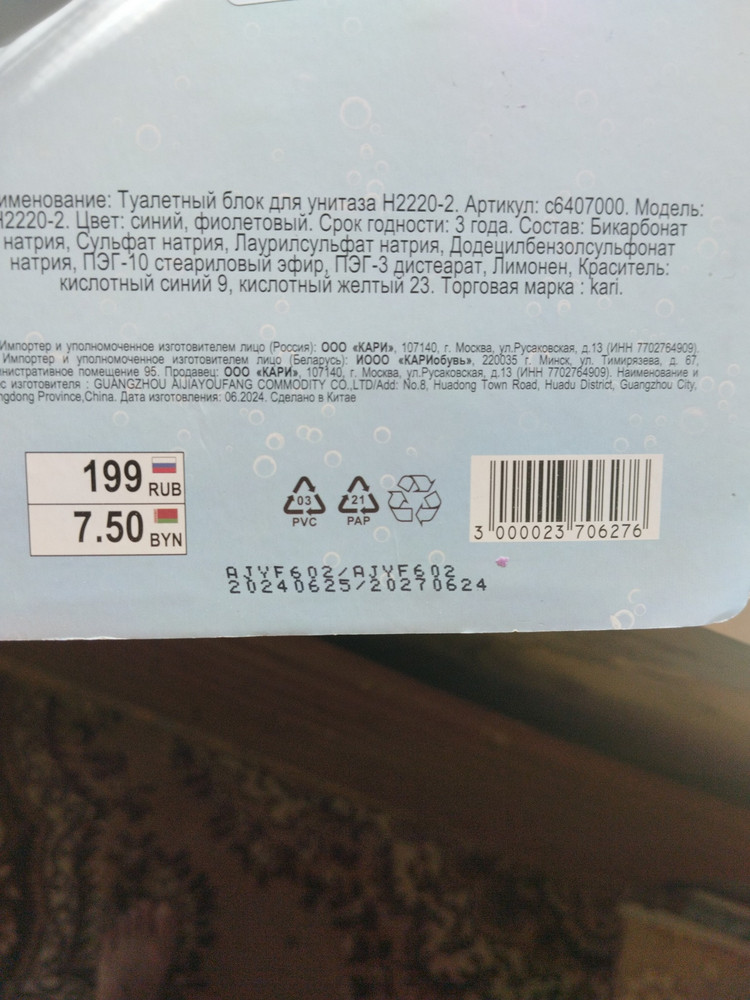 именование: Туалетный блок для унитаза H2220-2. Артикул: с6407000. Модель:
H2220-2. Цвет: синий, фиолетовый. Срок годности: 3 года. Состав: Бикарбонат
натрия, Сульфат натрия, Лаурилсульфат натрия, Додецилбензолсульфонат
натрия, ПЭГ-10 стеариловый эфир, ПЭГ-3 дистеарат, Лимонен, Краситель:
кислотный синий 9, кислотный желтый 23. Торговая марка : kari.
Импортер и уполномоченное изготовителем лицо (Россия): ООО «КАРИ», 107140, г. Москва, ул.Русаковская, д.13 (ИНН 7702764909).
Импортер и уполномоченное изготовителем лицо (Беларусь): ИООО «КАРИобувь», 220035 г. Минск, ул. Тимирязева, д. 67,
министративное помещение 95. Продавец: ООО «КАРИ», 107140, г. Москва, ул.Русаковская, д.13 (ИНН 7702764909). Наименование и
с изготовителя : GUANGZHOU AIJIAYOUFANG COMMODITY CO.,LTD/Add: No.8, Huadong Town Road, Huadu District, Guangzhou City,
ngdong Province,China. Дата изготовления: 06.2024. Сделано в Китае
199 RUB
7.50 BYN
03
PVC
21
PAP
3 000023 706276
AJYF602/AJYF602
20240625/20270624